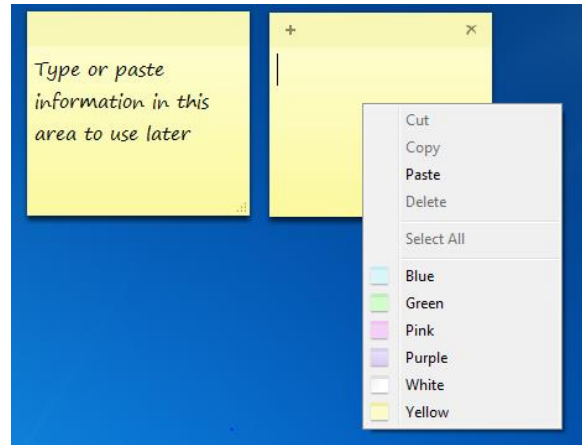 Type or paste
information in this
area to use later
Cut
Copy
Paste
Delete
Select All
Blue
Green
Pink
Purple
White
Yellow